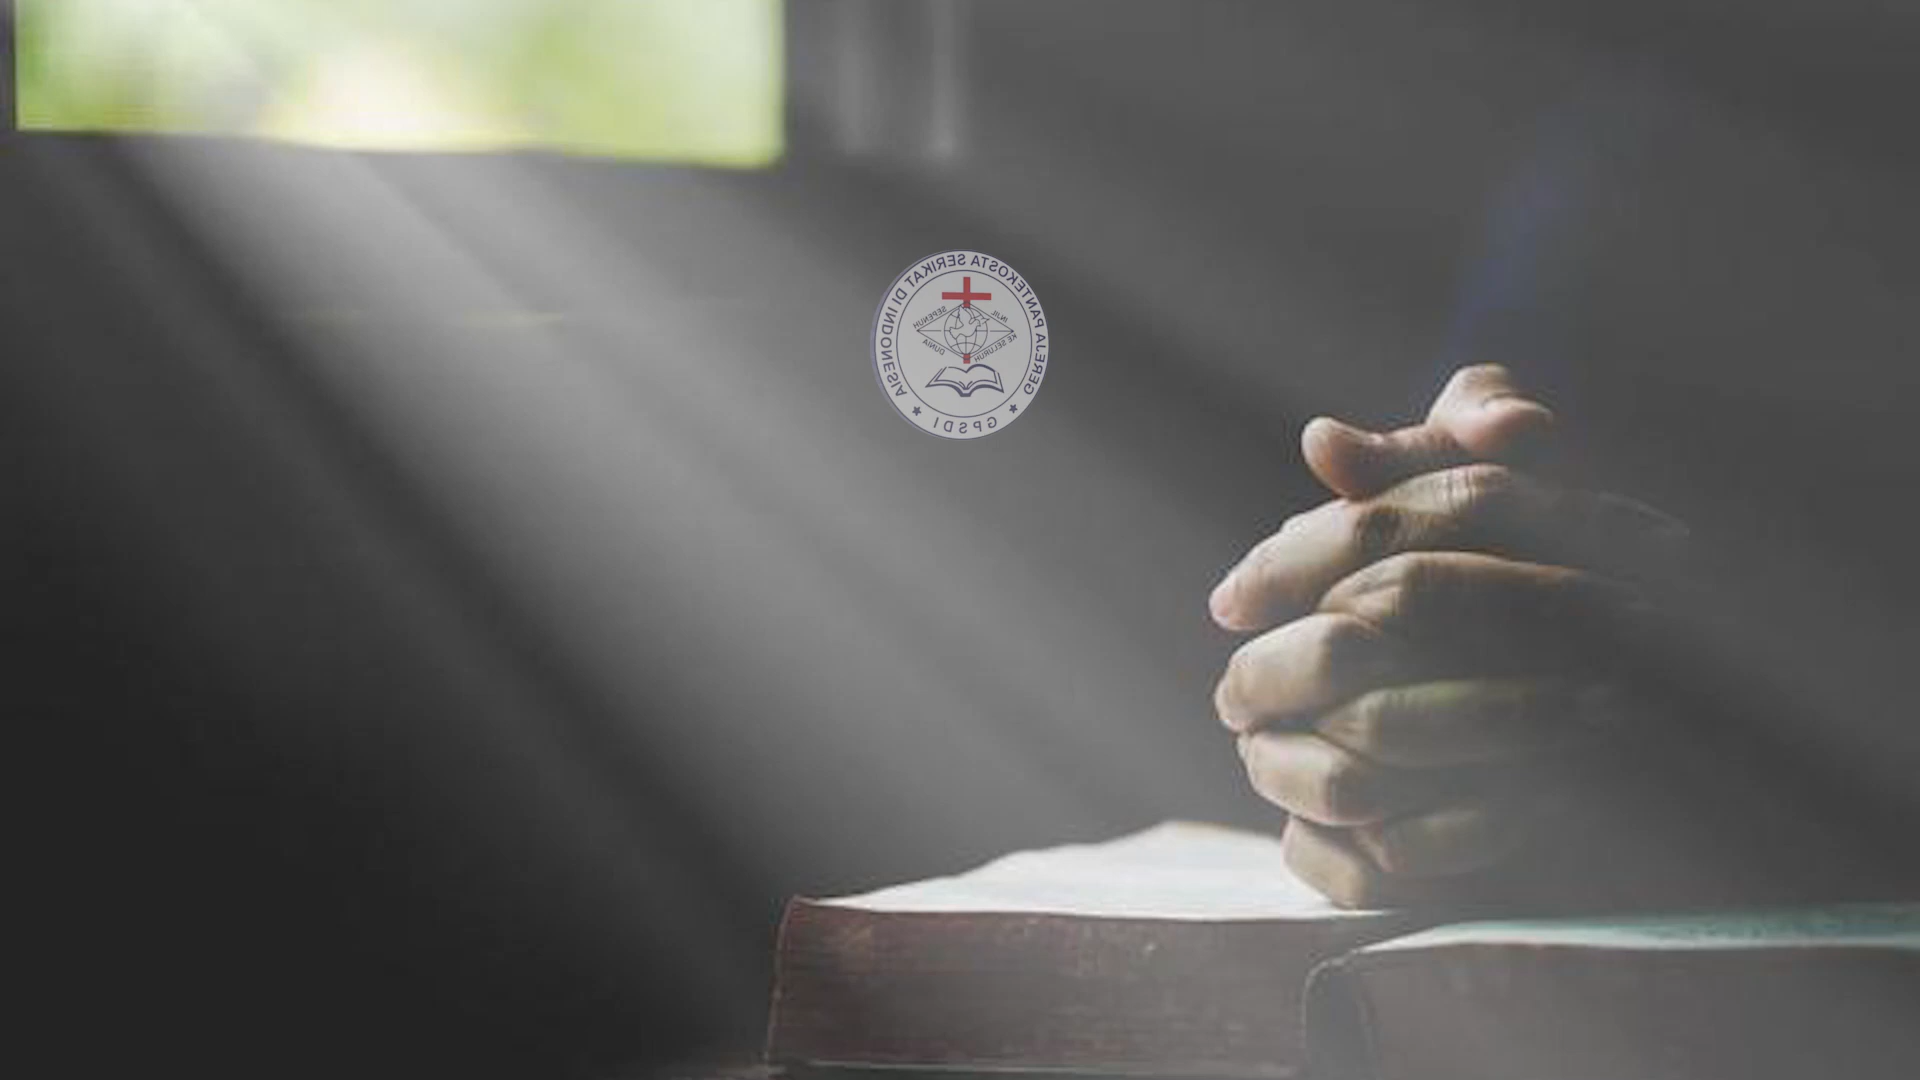 GEREJA PANTEKOSTA SERIKAT DI INDONESIA
INJIL SEPENUH
KE SELURUH DUNIA
GPSDI